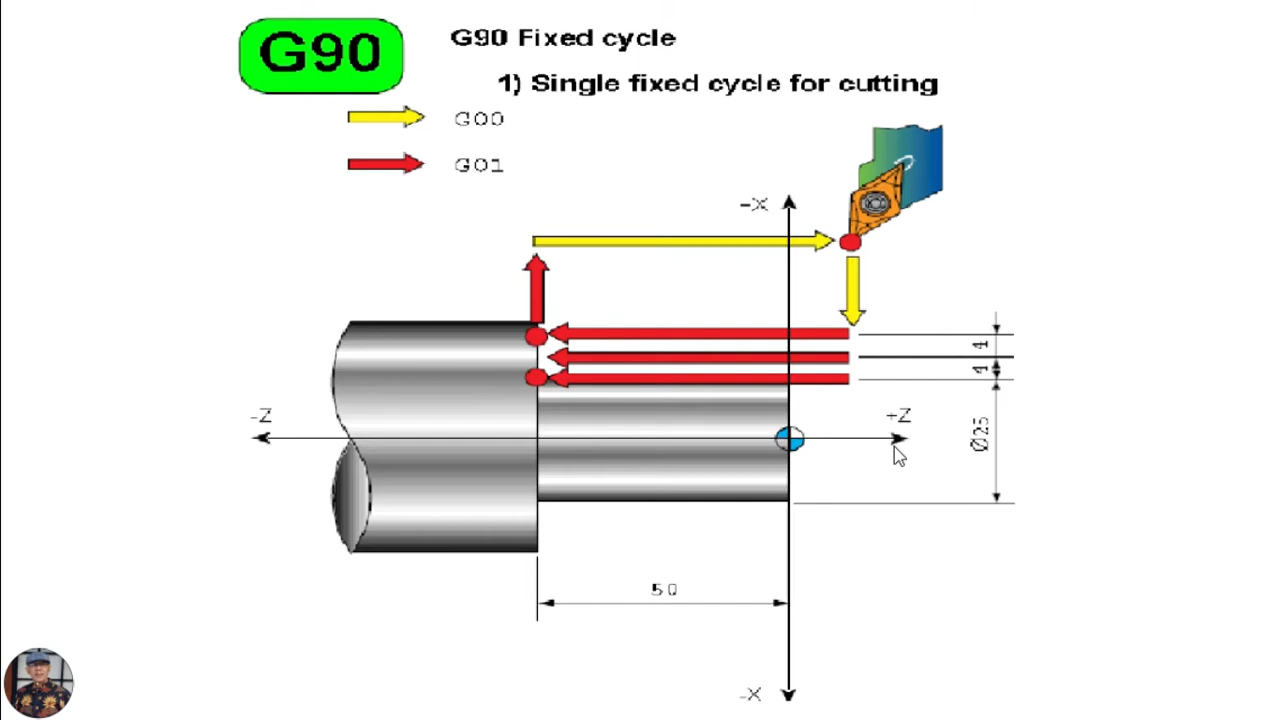 G90
G90 Fixed cycle
1) Single fixed cycle for cutting
G00
G01
-X
1
1
-Z
+Z
Ø25
50
-X